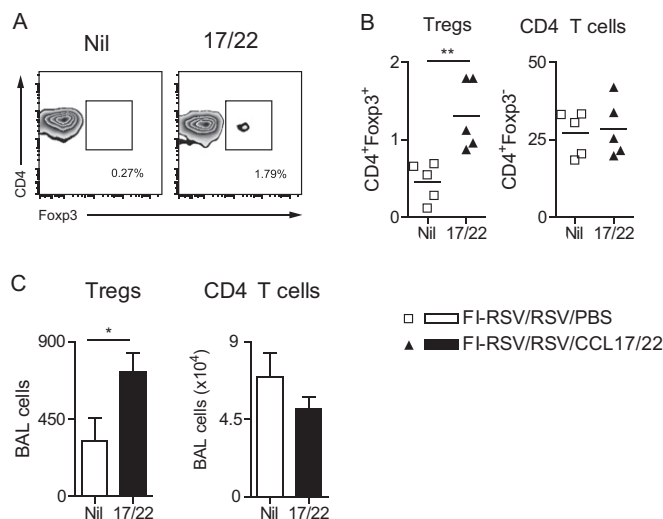 A
Nil
17/22
CD4
0.27%
1.79%
Foxp3
B
Tregs
CD4 T cells
**
CD4+Foxp3+
2
1
0
Nil 17/22
CD4+Foxp3-
50
25
0
Nil 17/22
C
Tregs
CD4 T cells
*
BAL cells
900
450
0
Nil 17/22
BAL cells (x10⁴)
9
4.5
0
Nil 17/22
FI-RSV/RSV/PBS
FI-RSV/RSV/CCL17/22